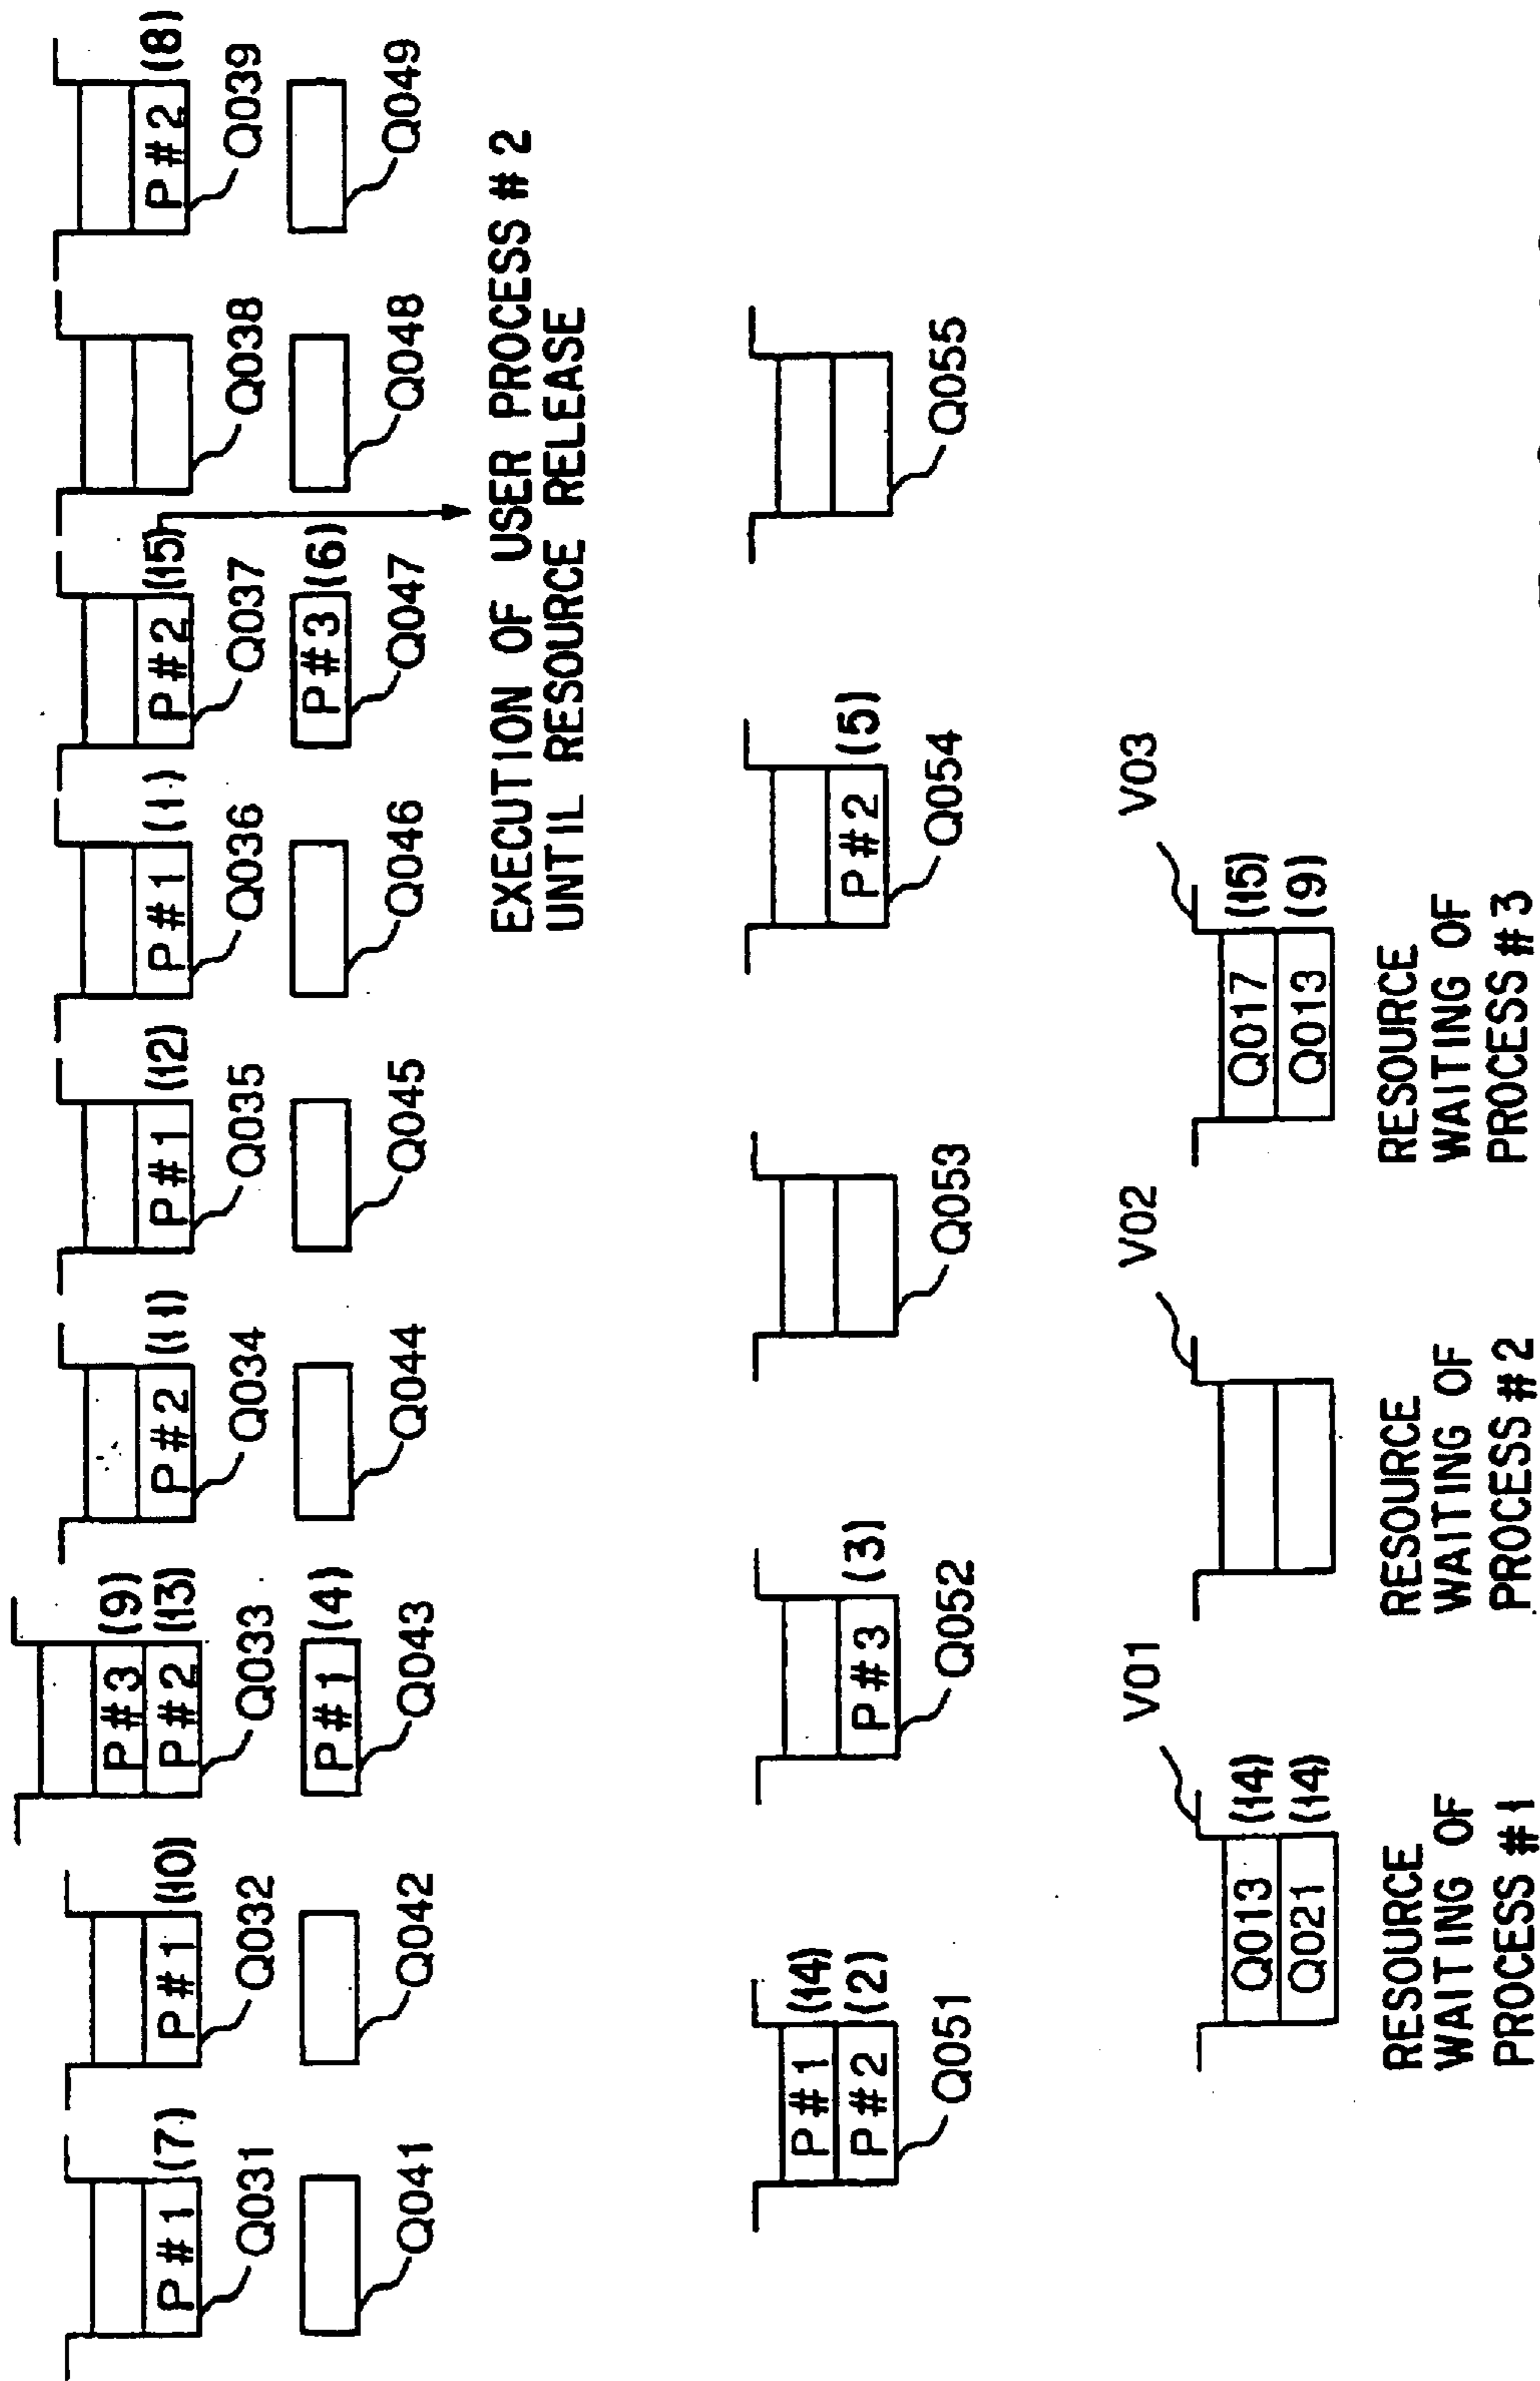 P#1 (7)
Q031
P#1 (10)
Q032
P#3 (9)
P#2 (13)
Q033
P#2 (11)
Q034
P#1 (12)
Q035
P#1 (1)
Q036
P#2 (15)
Q037
Q038
P#2 (8)
Q039
Q041
Q042
P#1 (4)
Q043
Q044
Q045
Q046
P#3 (6)
Q047
Q048
Q049
EXECUTION OF USER PROCESS #2
UNTIL RESOURCE RELEASE
P#1 (14)
P#2 (2)
Q051
P#3 (3)
Q052
Q053
P#2 (5)
Q054
Q055
V01
Q013 (14)
Q021 (14)
RESOURCE
WAITING OF
PROCESS #1
V02
RESOURCE
WAITING OF
PROCESS #2
V03
Q017 (15)
Q013 (9)
RESOURCE
WAITING OF
PROCESS #3